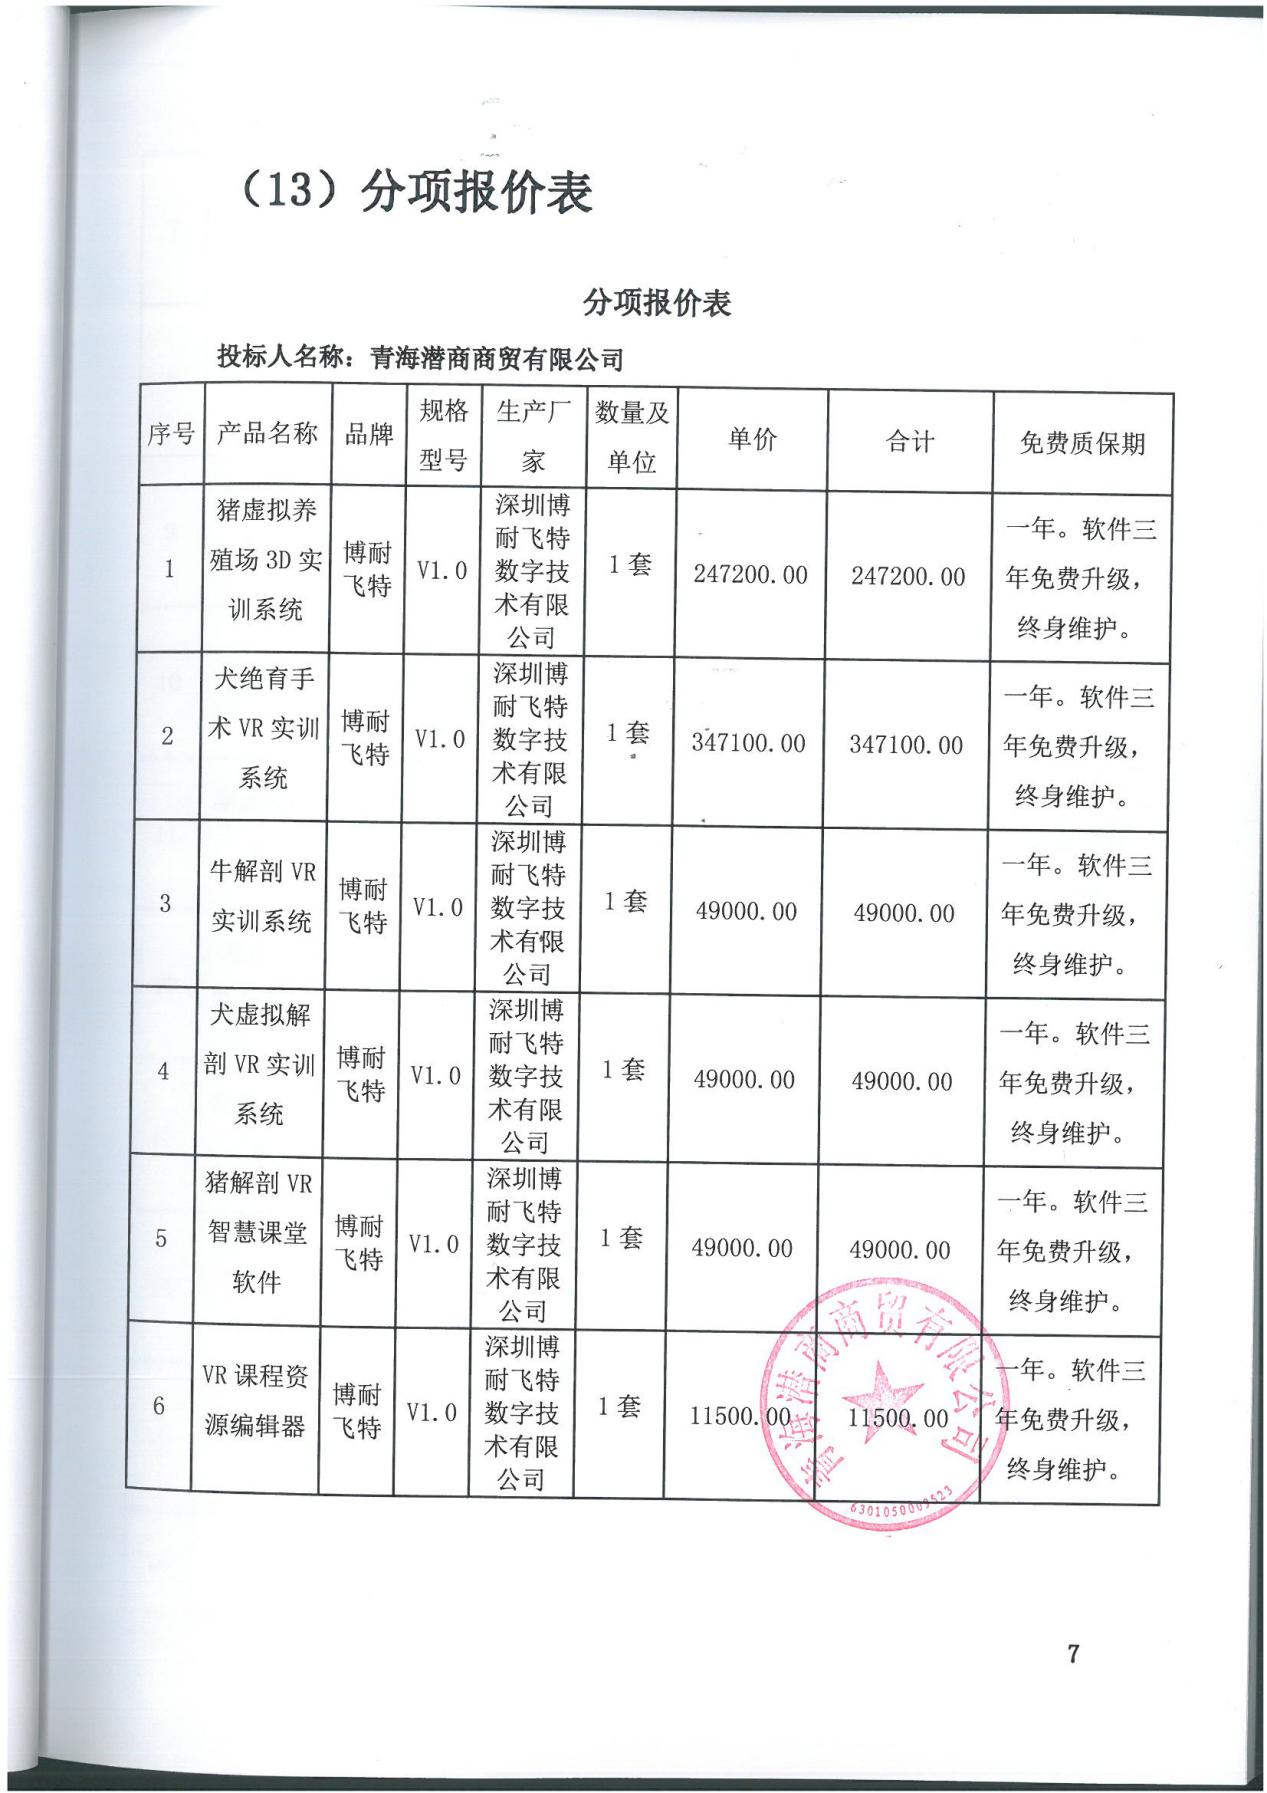 （13）分项报价表
分项报价表
投标人名称：青海潜商商贸有限公司
序号 产品名称 品牌 规格型号 生产厂家 数量及单位 单价 合计 免费质保期
1 猪虚拟养殖场3D实训系统 博耐飞特 V1.0 深圳博耐飞特数字技术有限公司 1套 247200.00 247200.00 一年。软件三年免费升级，终身维护。
2 犬绝育手术VR实训系统 博耐飞特 V1.0 深圳博耐飞特数字技术有限公司 1套 347100.00 347100.00 一年。软件三年免费升级，终身维护。
3 牛解剖VR实训系统 博耐飞特 V1.0 深圳博耐飞特数字技术有限公司 1套 49000.00 49000.00 一年。软件三年免费升级，终身维护。
4 犬虚拟解剖VR实训系统 博耐飞特 V1.0 深圳博耐飞特数字技术有限公司 1套 49000.00 49000.00 一年。软件三年免费升级，终身维护。
5 猪解剖VR智慧课堂软件 博耐飞特 V1.0 深圳博耐飞特数字技术有限公司 1套 49000.00 49000.00 一年。软件三年免费升级，终身维护。
6 VR课程资源编辑器 博耐飞特 V1.0 深圳博耐飞特数字技术有限公司 1套 11500.00 11500.00 一年。软件三年免费升级，终身维护。
青海潜商商贸有限公司
7